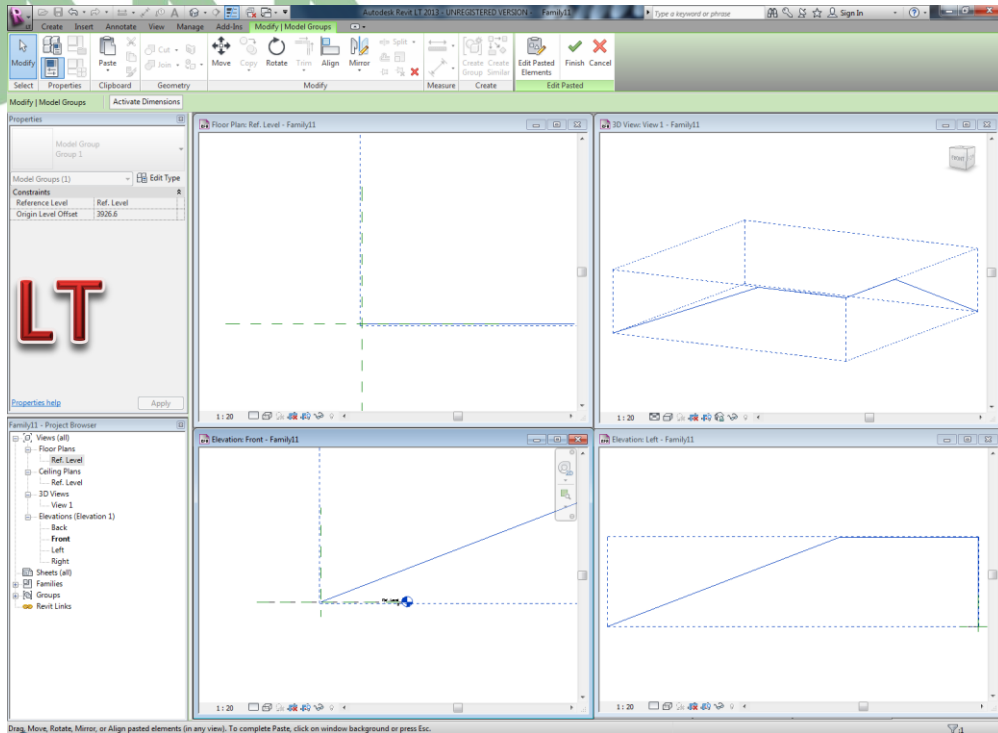 Autodesk Revit LT 2013 - UNREGISTERED VERSION - Family11
Type a keyword or phrase
Sign In
Create Insert Annotate View Manage Add-Ins Modify | Model Groups
Modify
Paste
Cut
Join
Move Copy Rotate Trim Align Mirror
Split
Create Group
Create Similar
Edit Pasted Elements
Finish Cancel
Select Properties Clipboard Geometry Modify Measure Create Edit Pasted
Modify | Model Groups Activate Dimensions
Properties
Model Group
Group 1
Model Groups (1) Edit Type
Constraints
Reference Level Ref. Level
Origin Level Offset 3926.6
LT
Properties help Apply
Family11 - Project Browser
Views (all)
Floor Plans
Ref. Level
Ceiling Plans
Ref. Level
3D Views
View 1
Elevations (Elevation 1)
Back
Front
Left
Right
Sheets (all)
Families
Groups
Revit Links
Floor Plan: Ref. Level - Family11
1 : 20
3D View: View 1 - Family11
FRONT
1 : 20
Elevation: Front - Family11
Ref. Level
1 : 20
Elevation: Left - Family11
1 : 20
Drag, Move, Rotate, Mirror, or Align pasted elements (in any view). To complete Paste, click on window background or press Esc.